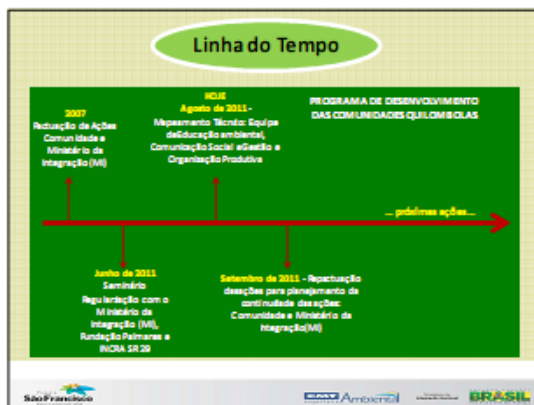 Linha do Tempo
2007
Pactuação de Ações
Comunidade e
Ministério da
Integração (MI)
HOJE
Agosto de 2011 -
Mapeamento Técnico: Equipe
deEducação ambiental,
Comunicação Social eGestão e
Organização Produtiva
PROGRAMA DE DESENVOLVIMENTO
DAS COMUNIDADES QUILOMBOLAS
... próximas ações...
Junho de 2011
Seminário
Regularização com o
Ministério da
Integração (MI),
Fundação Palmares e
INCRA SR 29
Setembro de 2011 - Repactuação
dasações para planejamento da
continuidade dasações:
Comunidade e Ministério da
Integração(MI)
São Francisco
CMT Ambiental
BRASIL